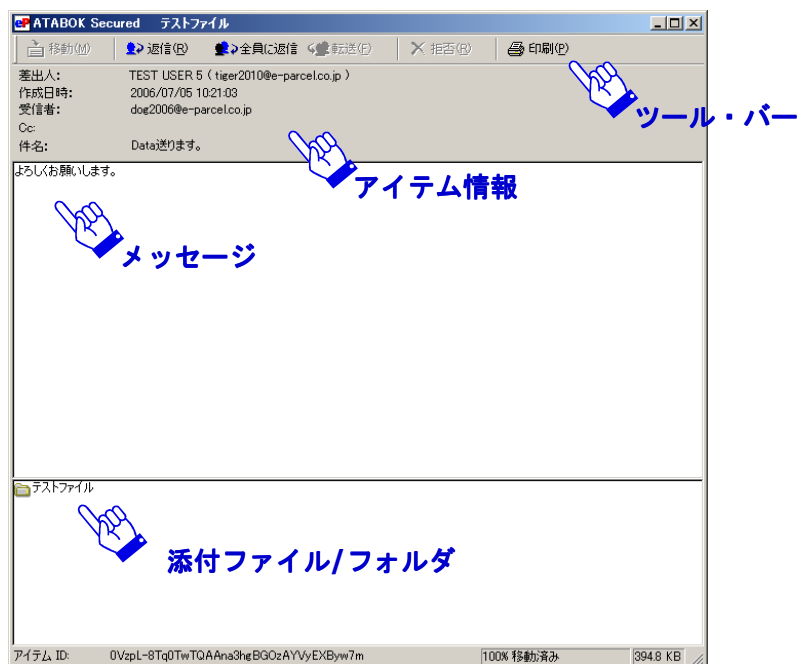 eP ATABOK Secured テストファイル
移動(M) 返信(R) 全員に返信 転送(F) 拒否(R) 印刷(P)
ツール・バー
差出人: TEST USER 5 ( tiger2010@e-parcel.co.jp )
作成日時: 2006/07/05 10:21:03
受信者: dog2006@e-parcel.co.jp
Cc:
件名: Data送ります。
アイテム情報
よろしくお願いします。
メッセージ
テストファイル
添付ファイル/フォルダ
アイテム ID: 0VzpL-8Tq0TwTQAAna3hgBGOzAYVyEXByw7m 100% 移動済み 394.8 KB